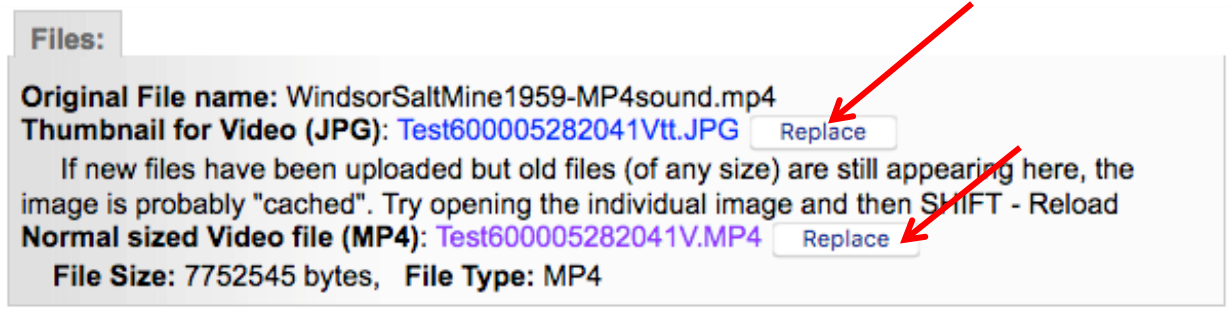 Files:
Original File name: WindsorSaltMine1959-MP4sound.mp4
Thumbnail for Video (JPG): Test600005282041Vtt.JPG Replace
If new files have been uploaded but old files (of any size) are still appearing here, the
image is probably "cached". Try opening the individual image and then SHIFT - Reload
Normal sized Video file (MP4): Test600005282041V.MP4 Replace
File Size: 7752545 bytes, File Type: MP4